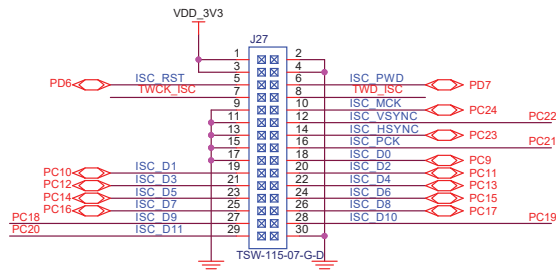 VDD_3V3
J27
1 2
3 4
PD6 ISC_RST 5 6 ISC_PWD PD7
TWCK_ISC 7 8 TWD_ISC
9 10 ISC_MCK PC24
11 12 ISC_VSYNC PC22
13 14 ISC_HSYNC PC23
15 16 ISC_PCK PC21
17 18 ISC_D0 PC9
PC10 ISC_D1 19 20 ISC_D2 PC11
PC12 ISC_D3 21 22 ISC_D4 PC13
PC14 ISC_D5 23 24 ISC_D6 PC15
PC16 ISC_D7 25 26 ISC_D8 PC17
PC18 ISC_D9 27 28 ISC_D10 PC19
PC20 ISC_D11 29 30
TSW-115-07-G-D